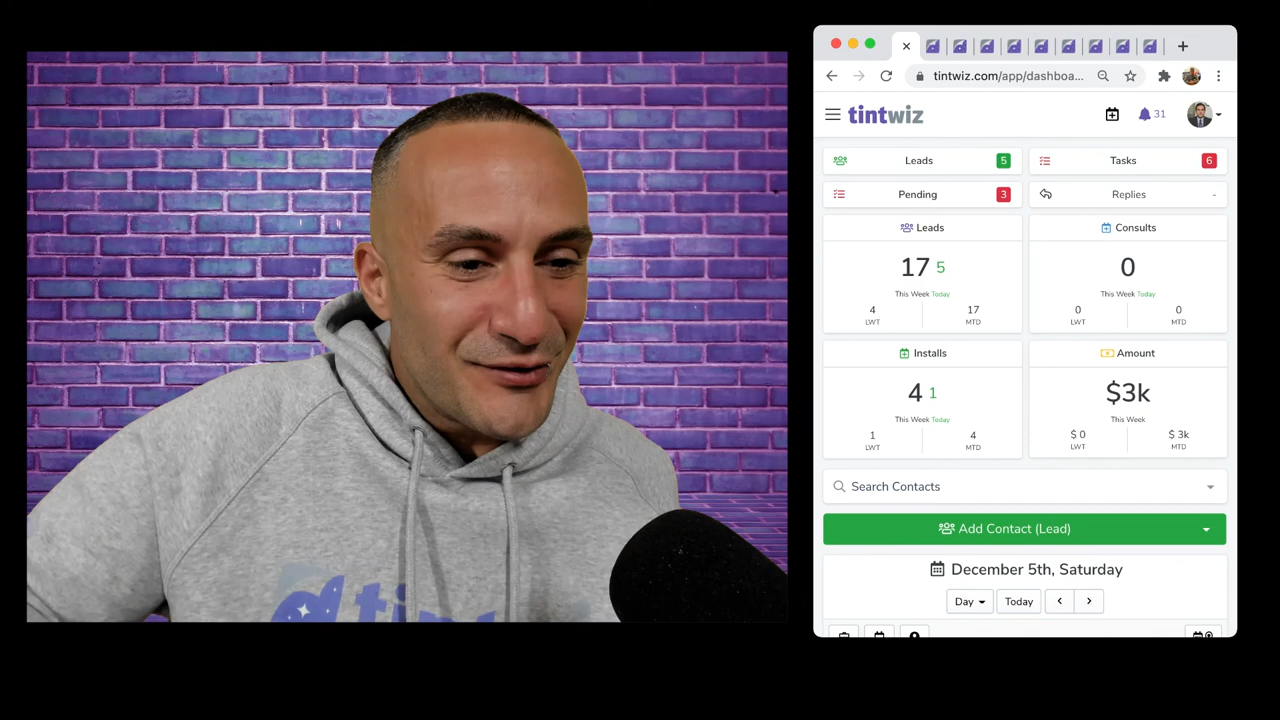 tintwiz.com/app/dashboa...
tintwiz
31
Leads 5
Tasks 6
Pending 3
Replies -
Leads
17 5
This Week Today
4 17
LWT MTD
Consults
0
This Week Today
0 0
LWT MTD
Installs
4 1
This Week Today
1 4
LWT MTD
Amount
$3k
This Week
$ 0 $ 3k
LWT MTD
Search Contacts
Add Contact (Lead)
December 5th, Saturday
Day Today < >